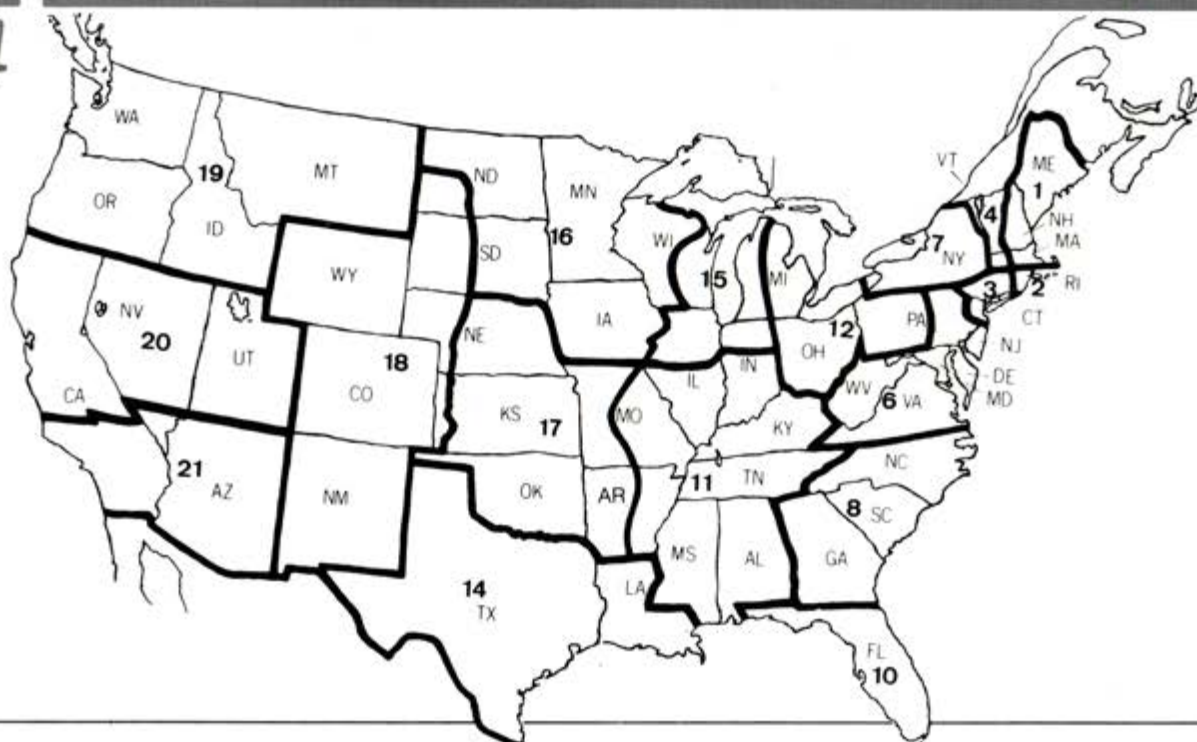 WA
MT
ND
MN
VT
ME
19
1
OR
ID
SD
16
WI
4
NH
7
NY
MA
WY
15
MI
3
2
RI
NV
IA
12
PA
CT
20
UT
18
NE
OH
NJ
CO
IL
IN
WV
DE
CA
KS
17
MO
6
VA
MD
KY
21
AZ
NM
OK
AR
11
TN
NC
8
SC
14
TX
MS
AL
GA
LA
FL
10